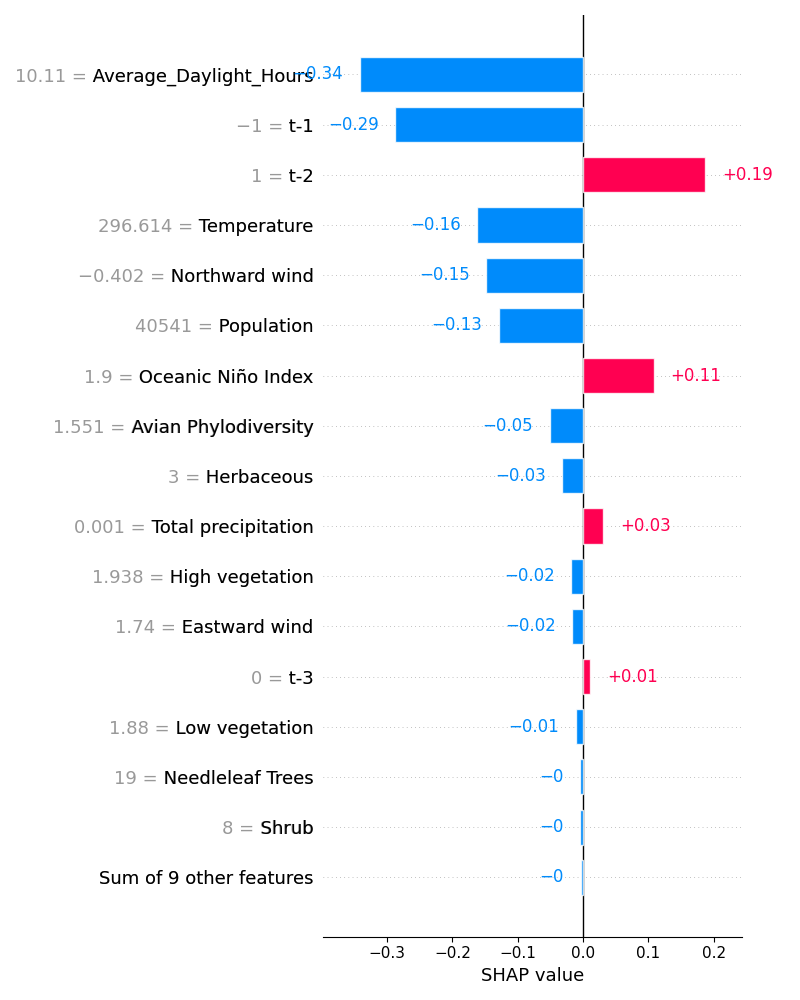 10.11 = Average_Daylight_Hours −0.34
−1 = t-1 −0.29
1 = t-2 +0.19
296.614 = Temperature −0.16
−0.402 = Northward wind −0.15
40541 = Population −0.13
1.9 = Oceanic Niño Index +0.11
1.551 = Avian Phylodiversity −0.05
3 = Herbaceous −0.03
0.001 = Total precipitation +0.03
1.938 = High vegetation −0.02
1.74 = Eastward wind −0.02
0 = t-3 +0.01
1.88 = Low vegetation −0.01
19 = Needleleaf Trees −0
8 = Shrub −0
Sum of 9 other features −0
−0.3 −0.2 −0.1 0.0 0.1 0.2
SHAP value